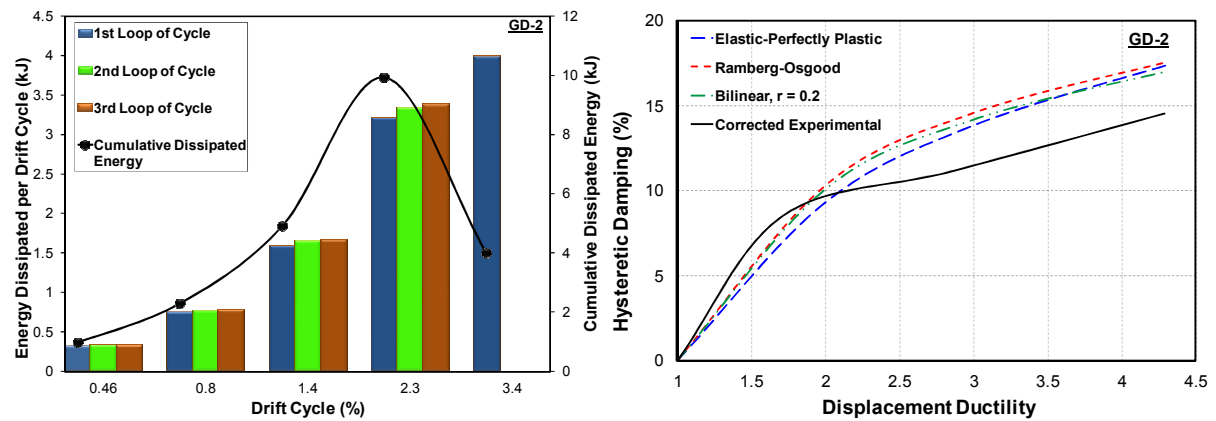 GD-2
1st Loop of Cycle
2nd Loop of Cycle
3rd Loop of Cycle
Cumulative Dissipated
Energy
Energy Dissipated per Drift Cycle (kJ)
4.5
4
3.5
3
2.5
2
1.5
1
0.5
0
12
10
8
6
4
2
0
Cumulative Dissipated Energy (kJ)
0.46 0.8 1.4 2.3 3.4
Drift Cycle (%)
GD-2
Elastic-Perfectly Plastic
Ramberg-Osgood
Bilinear, r = 0.2
Corrected Experimental
Hysteretic Damping (%)
20
15
10
5
0
1 1.5 2 2.5 3 3.5 4 4.5
Displacement Ductility